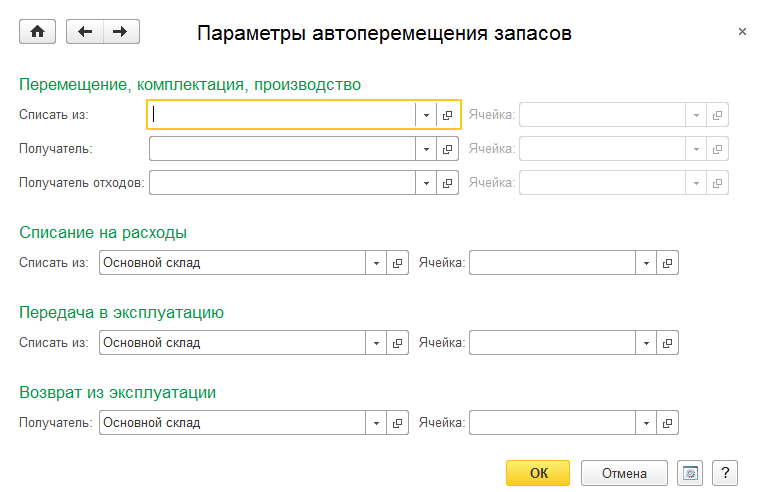 Параметры автоперемещения запасов
Перемещение, комплектация, производство
Списать из: Ячейка:
Получатель: Ячейка:
Получатель отходов: Ячейка:
Списание на расходы
Списать из: Основной склад Ячейка:
Передача в эксплуатацию
Списать из: Основной склад Ячейка:
Возврат из эксплуатации
Получатель: Основной склад Ячейка:
ОК Отмена ?